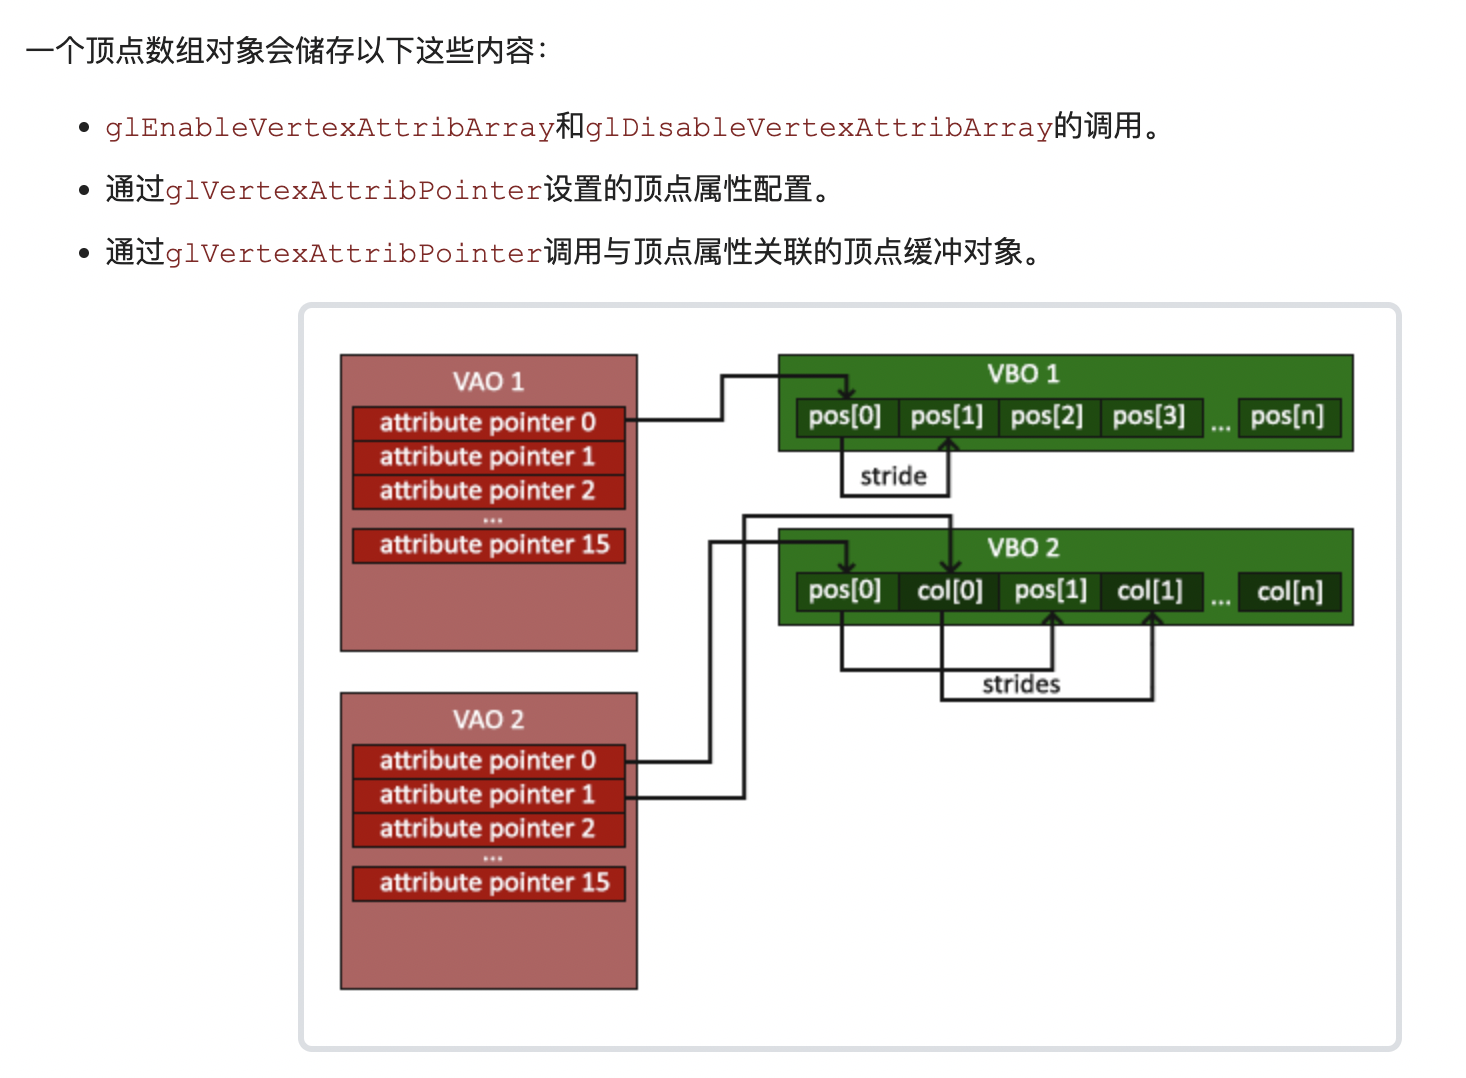 一个顶点数组对象会储存以下这些内容：
glEnableVertexAttribArray和glDisableVertexAttribArray的调用。
通过glVertexAttribPointer设置的顶点属性配置。
通过glVertexAttribPointer调用与顶点属性关联的顶点缓冲对象。
VAO 1
attribute pointer 0
attribute pointer 1
attribute pointer 2
...
attribute pointer 15
VBO 1
pos[0] pos[1] pos[2] pos[3] ... pos[n]
stride
VBO 2
pos[0] col[0] pos[1] col[1] ... col[n]
strides
VAO 2
attribute pointer 0
attribute pointer 1
attribute pointer 2
...
attribute pointer 15